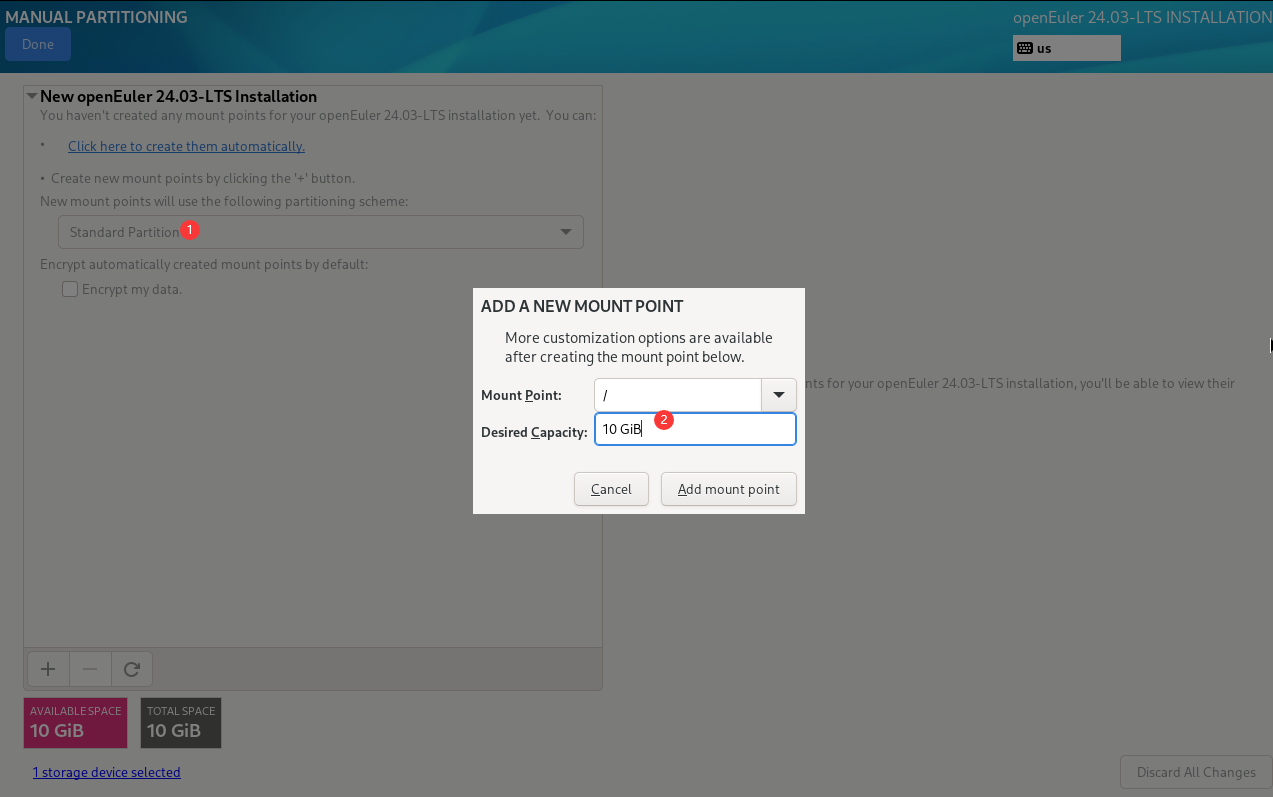 MANUAL PARTITIONING
openEuler 24.03-LTS INSTALLATION
Done
us
New openEuler 24.03-LTS Installation
You haven't created any mount points for your openEuler 24.03-LTS installation yet. You can:
• Click here to create them automatically.
• Create new mount points by clicking the '+' button.
New mount points will use the following partitioning scheme:
Standard Partition 1
Encrypt automatically created mount points by default:
Encrypt my data.
ADD A NEW MOUNT POINT
More customization options are available
after creating the mount point below.
nts for your openEuler 24.03-LTS installation, you'll be able to view their
Mount Point: /
Desired Capacity: 10 GiB 2
Cancel Add mount point
AVAILABLE SPACE
10 GiB
TOTAL SPACE
10 GiB
1 storage device selected
Discard All Changes